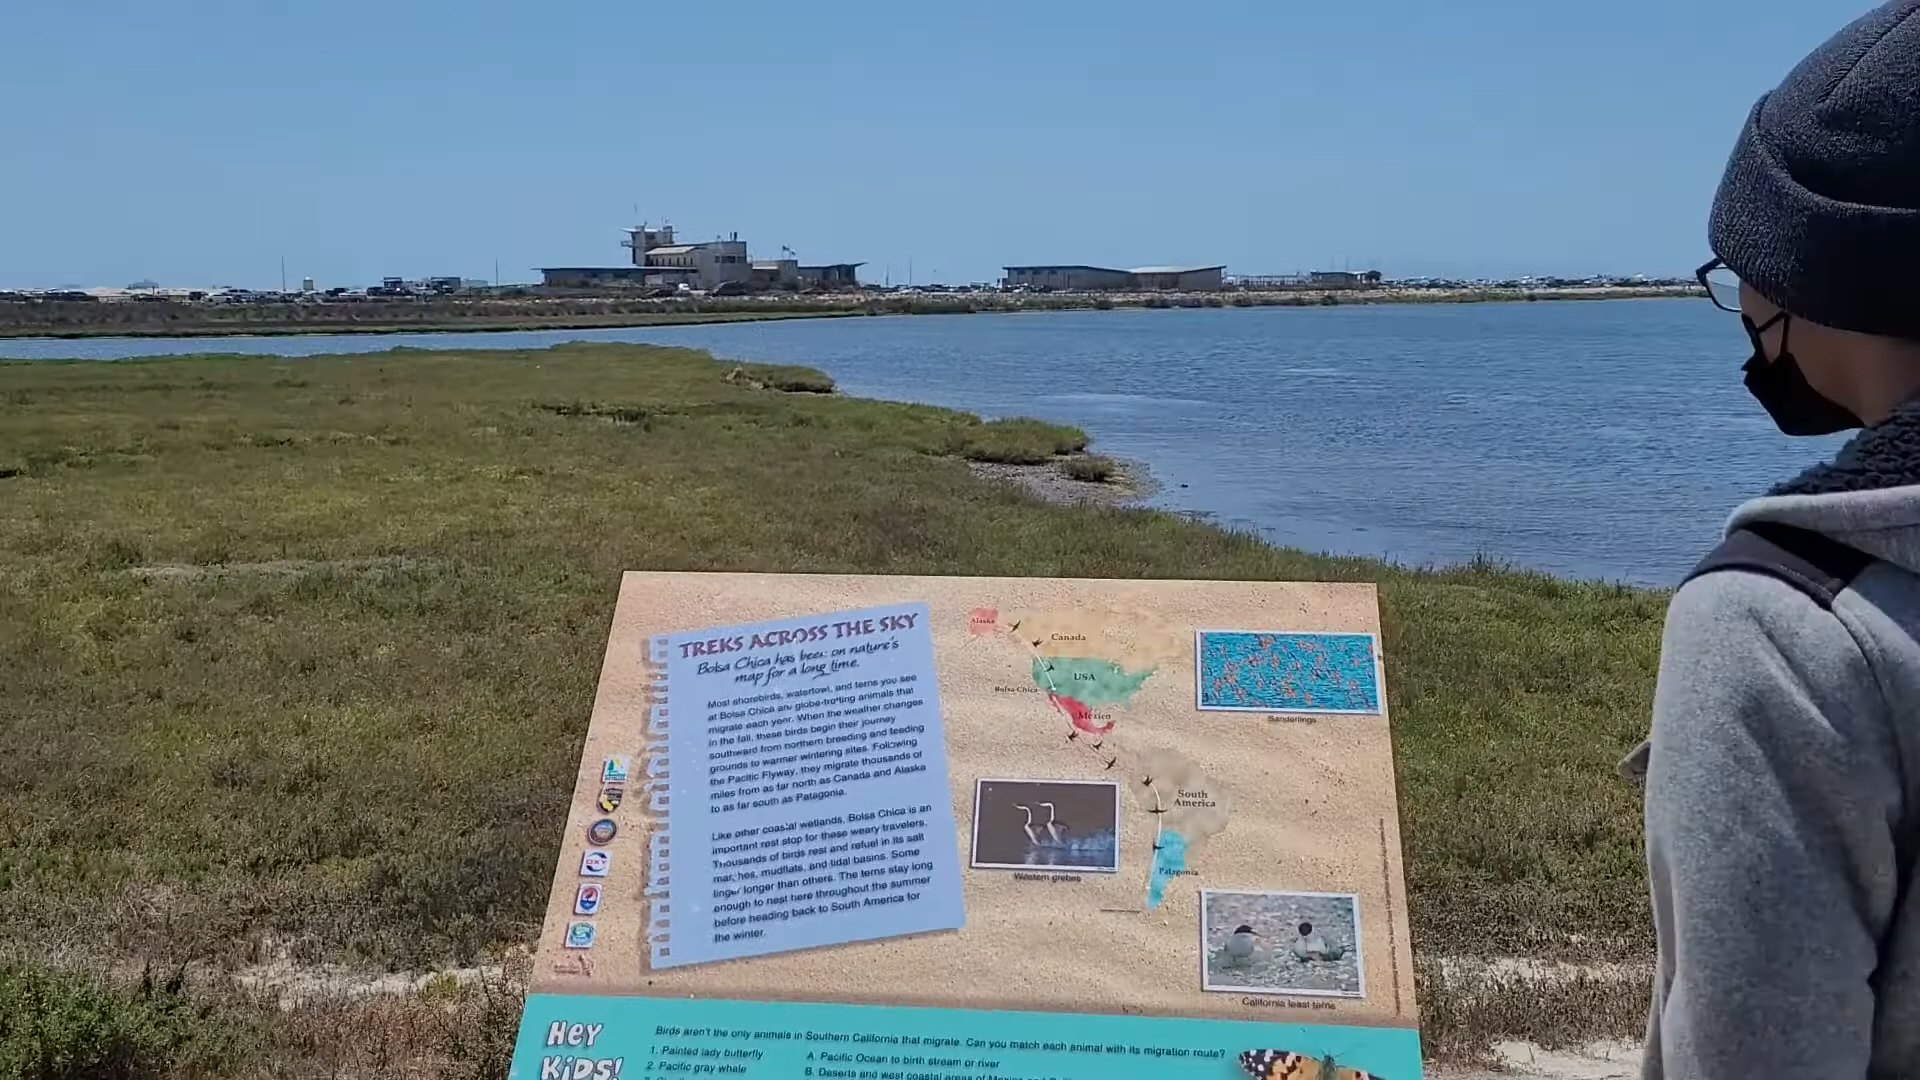 TREKS ACROSS THE SKY
Bolsa Chica has been on nature's
map for a long time.
Most shorebirds, waterfowl, and terns you see
at Bolsa Chica are globe-trotting animals that
migrate each year. When the weather changes
in the fall, these birds begin their journey
southward from northern breeding and feeding
grounds to warmer wintering sites. Following
the Pacific Flyway, they migrate thousands of
miles from as far north as Canada and Alaska
to as far south as Patagonia.
Like other coastal wetlands, Bolsa Chica is an
important rest stop for these weary travelers.
Thousands of birds rest and refuel in its salt
marshes, mudflats, and tidal basins. Some
linger longer than others. The terns stay long
enough to nest here throughout the summer
before heading back to South America for
the winter.
Alaska
Canada
USA
Bolsa Chica
Mexico
South
America
Patagonia
Sanderlings
Western grebes
California least terns
OXY
HEY
KIDS!
Birds aren't the only animals in Southern California that migrate. Can you match each animal with its migration route?
1. Painted lady butterfly
2. Pacific gray whale
A. Pacific Ocean to birth stream or river
B. Deserts and west coastal areas of Mexico and